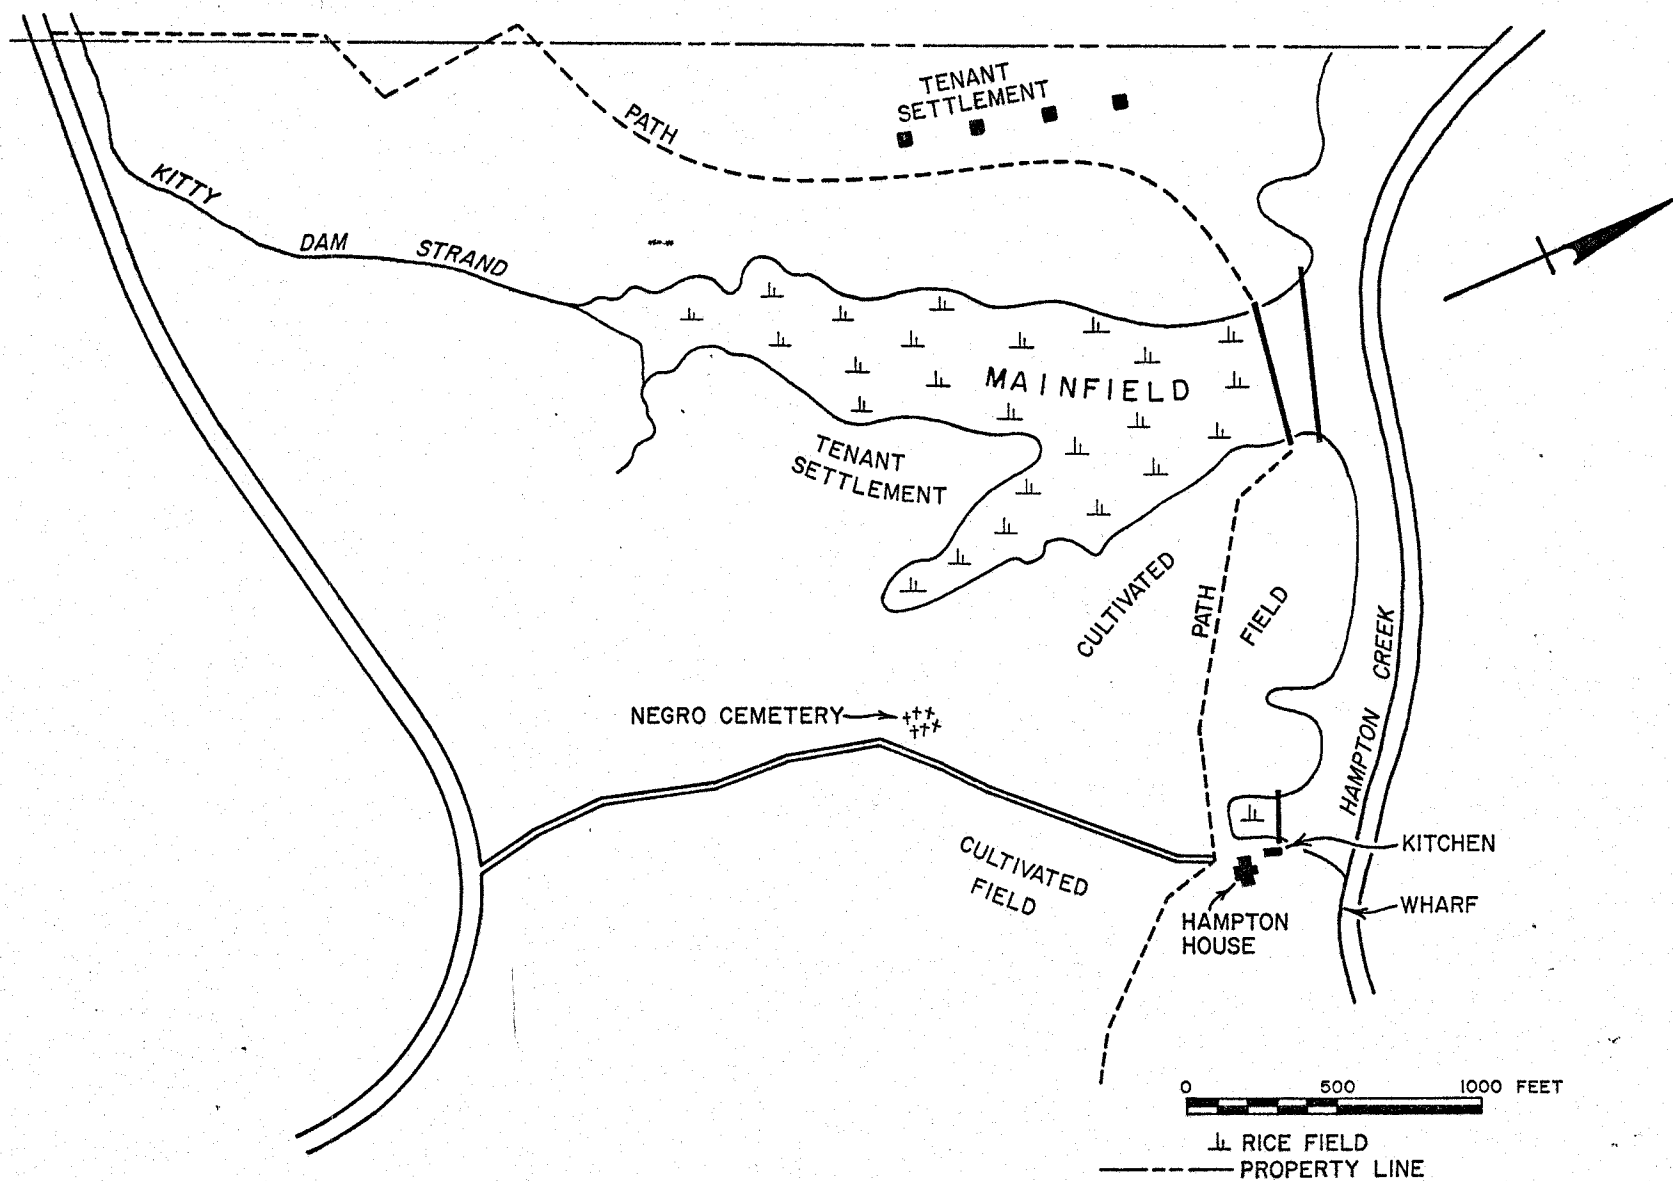 TENANT
SETTLEMENT
PATH
KITTY
DAM
STRAND
MAINFIELD
TENANT
SETTLEMENT
CULTIVATED
PATH
FIELD
HAMPTON
CREEK
NEGRO CEMETERY
CULTIVATED
FIELD
KITCHEN
WHARF
HAMPTON
HOUSE
0 500 1000 FEET
RICE FIELD
PROPERTY LINE